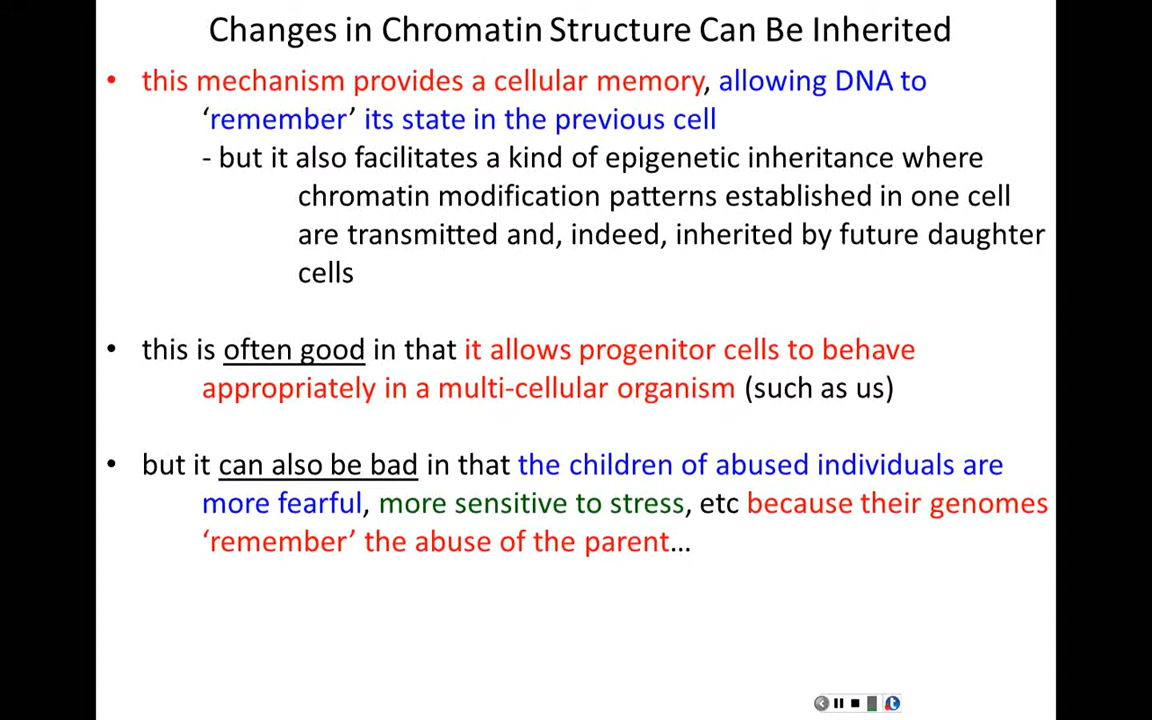 Changes in Chromatin Structure Can Be Inherited
• this mechanism provides a cellular memory, allowing DNA to
‘remember’ its state in the previous cell
- but it also facilitates a kind of epigenetic inheritance where
chromatin modification patterns established in one cell
are transmitted and, indeed, inherited by future daughter
cells
• this is often good in that it allows progenitor cells to behave
appropriately in a multi-cellular organism (such as us)
• but it can also be bad in that the children of abused individuals are
more fearful, more sensitive to stress, etc because their genomes
‘remember’ the abuse of the parent...
t